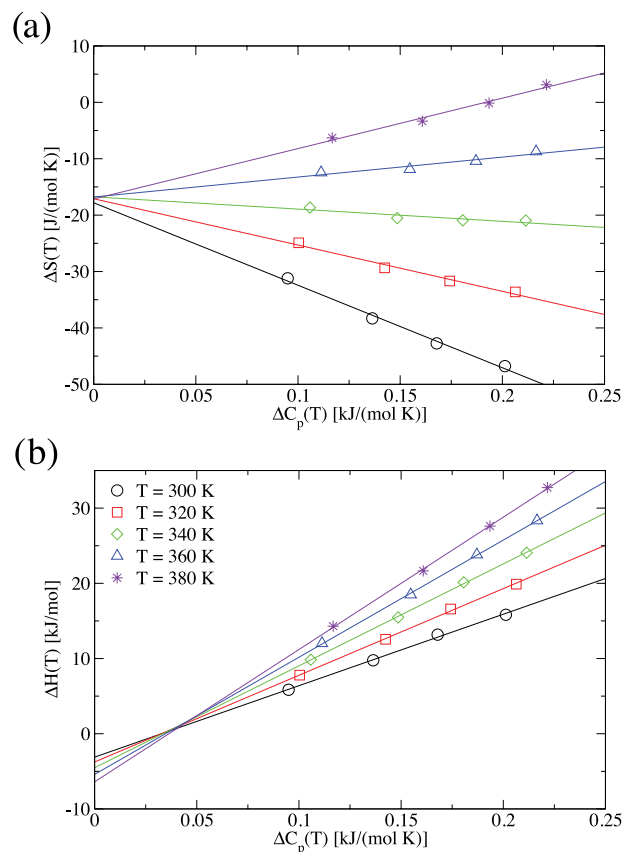 (a)
ΔS(T) [J/(mol K)]
10
0
-10
-20
-30
-40
-50
0
0.05
0.1
0.15
0.2
0.25
ΔC_p(T) [kJ/(mol K)]
(b)
T = 300 K
T = 320 K
T = 340 K
T = 360 K
T = 380 K
ΔH(T) [kJ/mol]
30
20
10
0
-10
0
0.05
0.1
0.15
0.2
0.25
ΔC_p(T) [kJ/(mol K)]